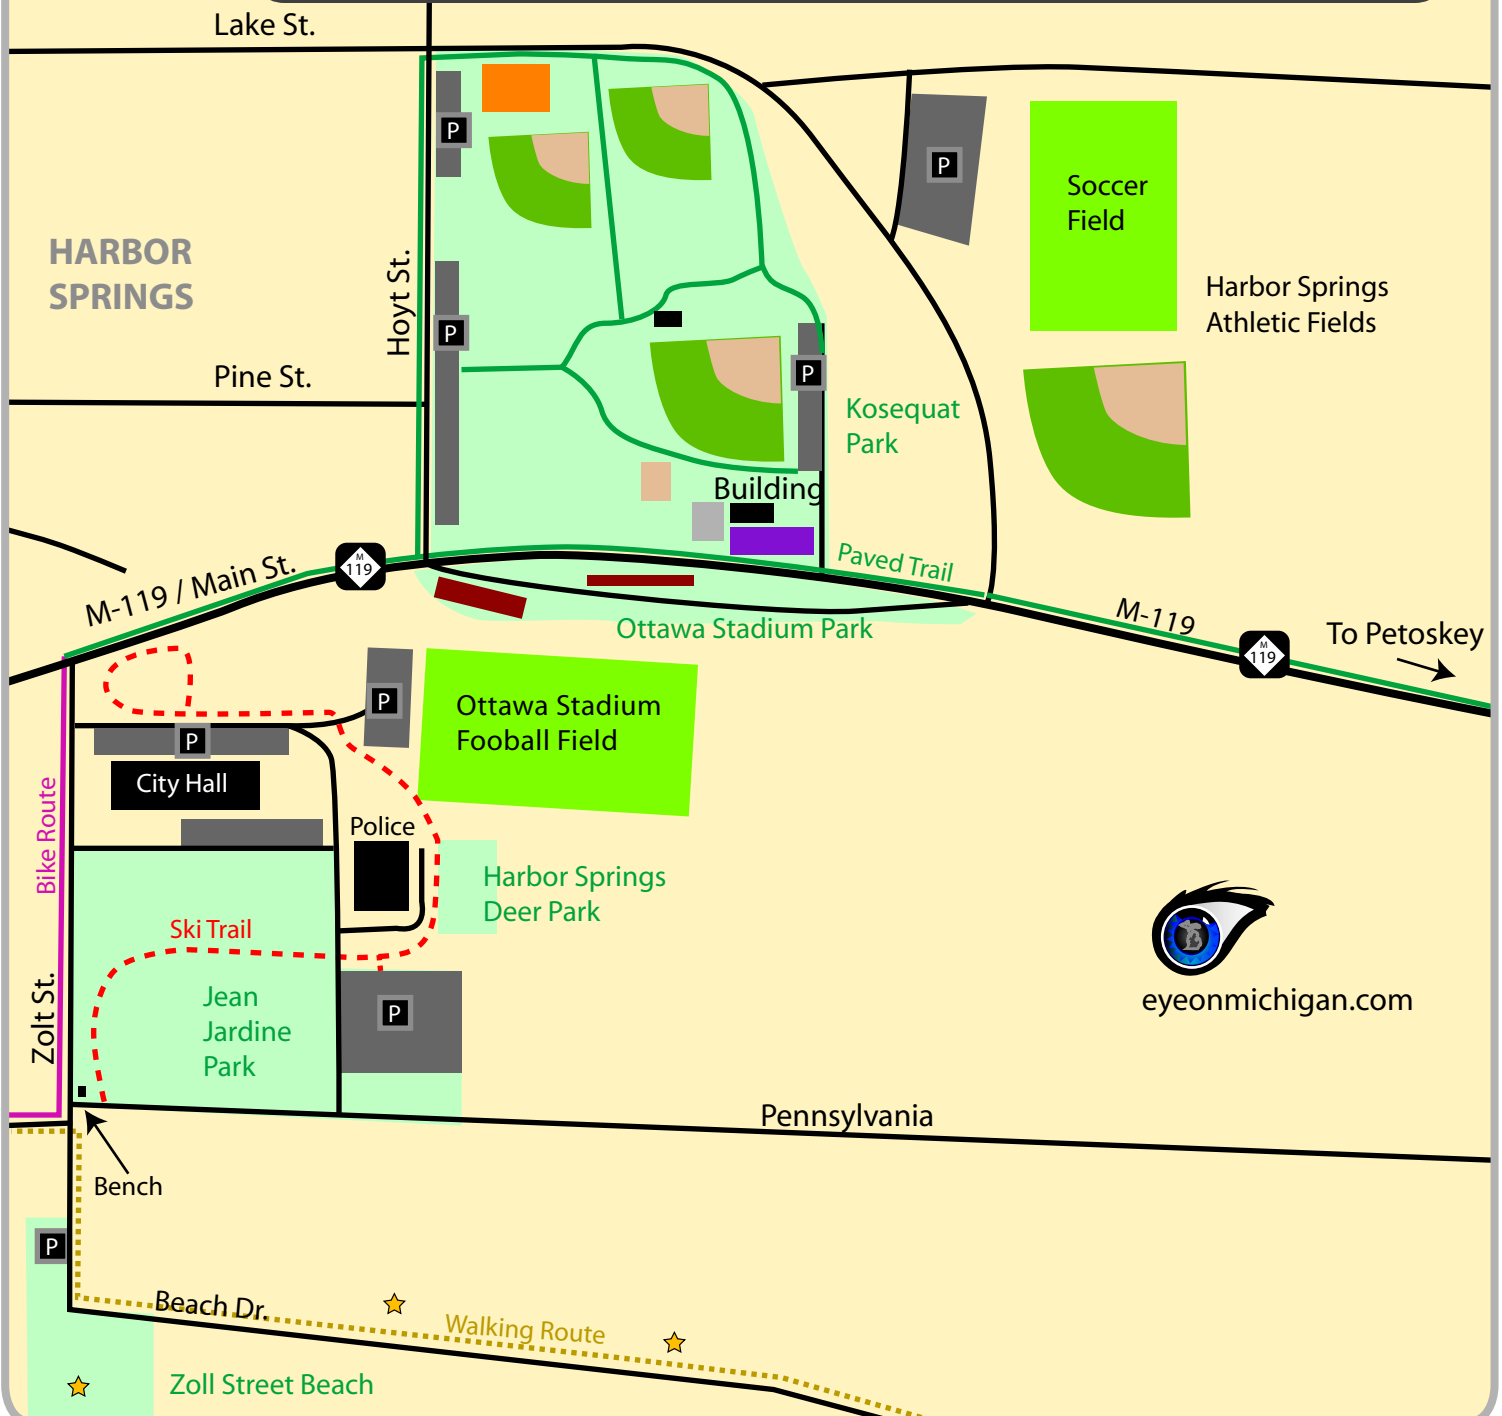 Lake St.
P
P
Soccer
Field
HARBOR
SPRINGS
Hoyt St.
Harbor Springs
Athletic Fields
P
Pine St.
P
Kosequat
Park
Building
Paved Trail
M-119 / Main St.
M
119
M-119
M
119
To Petoskey
Ottawa Stadium Park
P
Ottawa Stadium
Fooball Field
P
City Hall
Bike Route
Police
Harbor Springs
Deer Park
Ski Trail
Zolt St.
Jean
Jardine
Park
P
eyeonmichigan.com
Pennsylvania
Bench
P
Beach Dr.
Walking Route
Zoll Street Beach